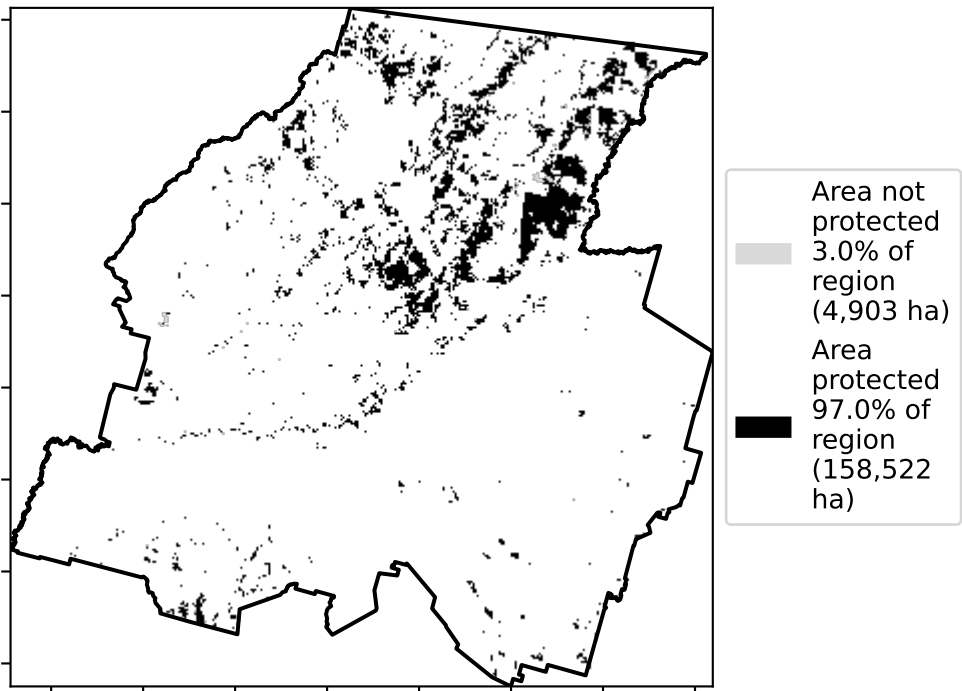 Area not
protected
3.0% of
region
(4,903 ha)
Area
protected
97.0% of
region
(158,522
ha)